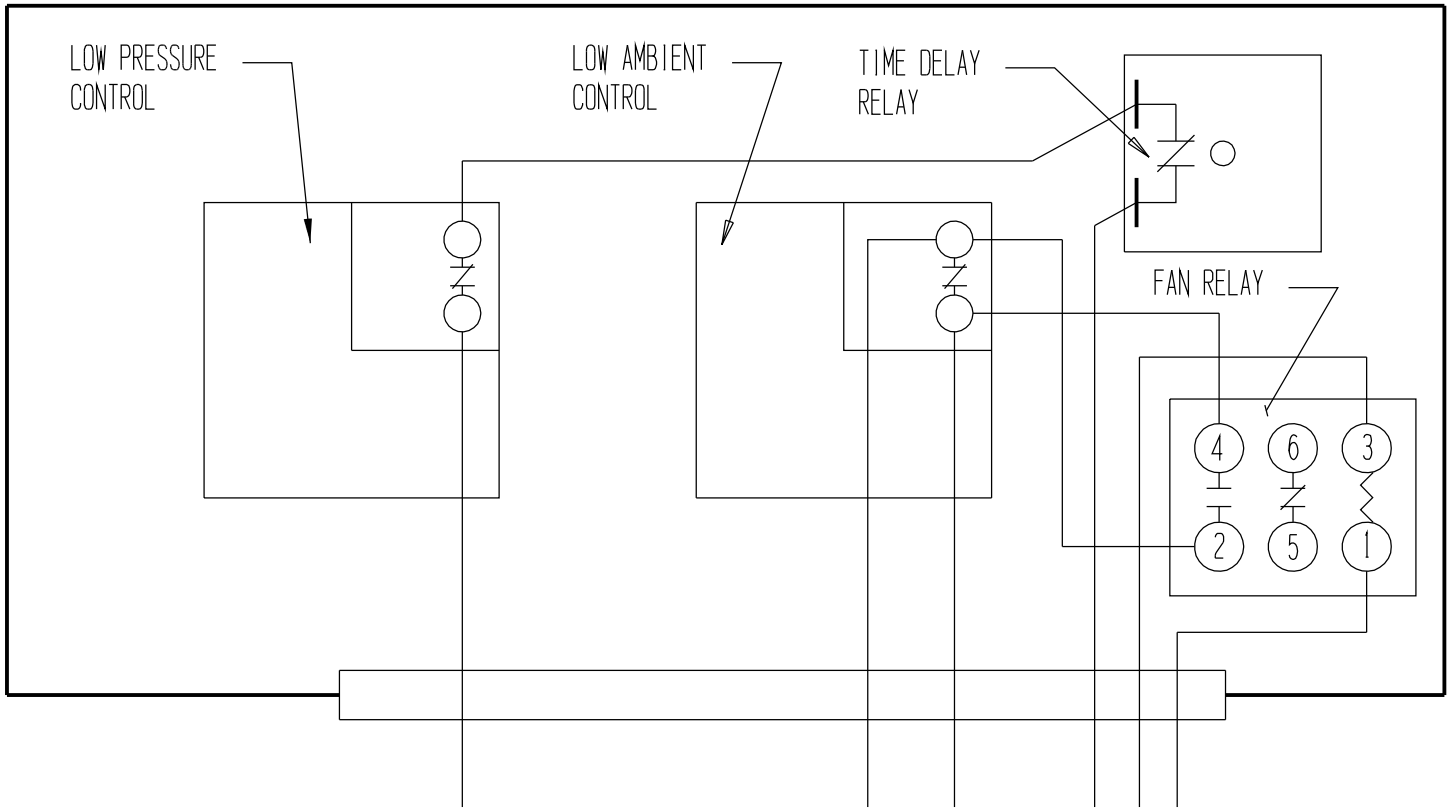 LOW PRESSURE
CONTROL
LOW AMBIENT
CONTROL
TIME DELAY
RELAY
FAN RELAY
4 6 3
2 5 1